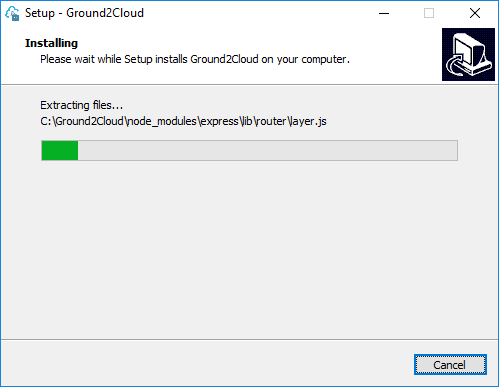 Setup - Ground2Cloud
Installing
Please wait while Setup installs Ground2Cloud on your computer.
Extracting files...
C:\Ground2Cloud\node_modules\express\lib\router\layer.js
Cancel